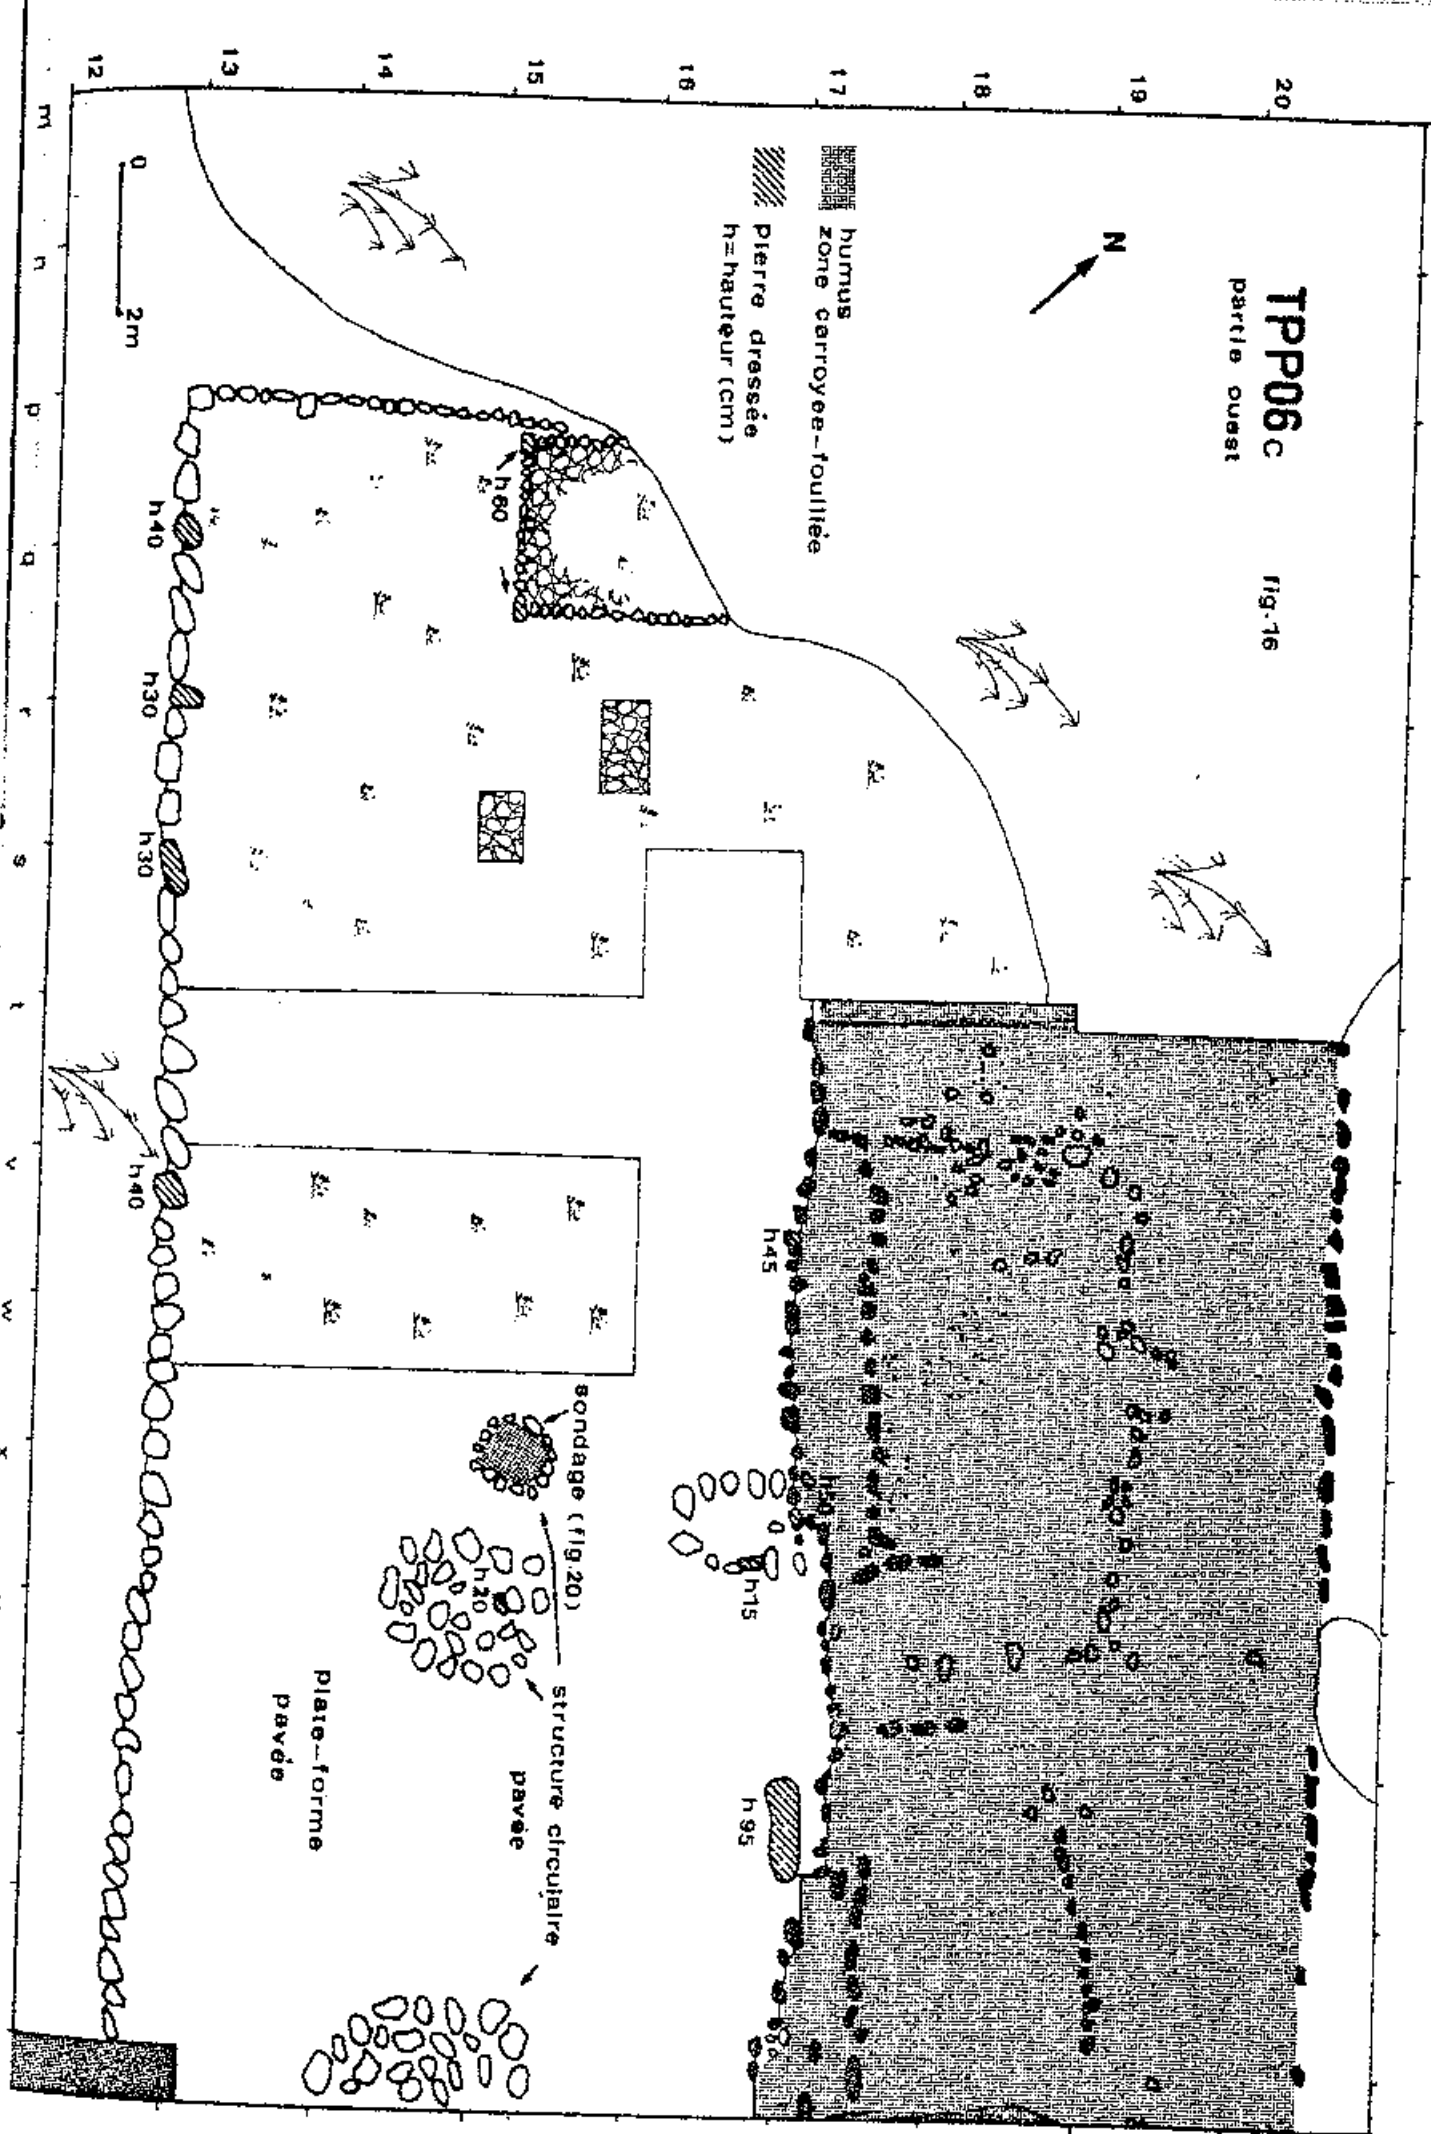 TPP06c
partie ouest
fig.16
N
humus
zone carroyee-fouillée
pierre dressée
h=hauteur (cm)
20
19
18
17
16
15
14
13
12
0
2m
m
n
p
q
r
s
t
v
w
x
h60
h40
h30
h30
h40
h45
h50
h15
h20
h95
sondage (fig.20)
structure circulaire
pavée
plate-forme
pavée